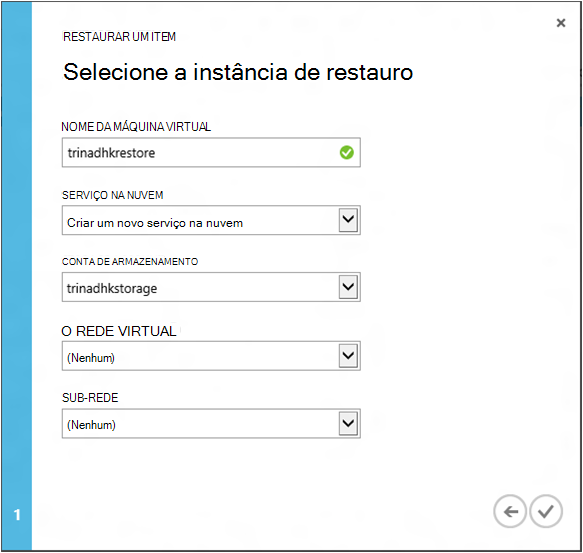 RESTAURAR UM ITEM
Selecione a instância de restauro
NOME DA MÁQUINA VIRTUAL
trinadhkrestore
SERVIÇO NA NUVEM
Criar um novo serviço na nuvem
CONTA DE ARMAZENAMENTO
trinadhkstorage
O REDE VIRTUAL
(Nenhum)
SUB-REDE
(Nenhum)
1